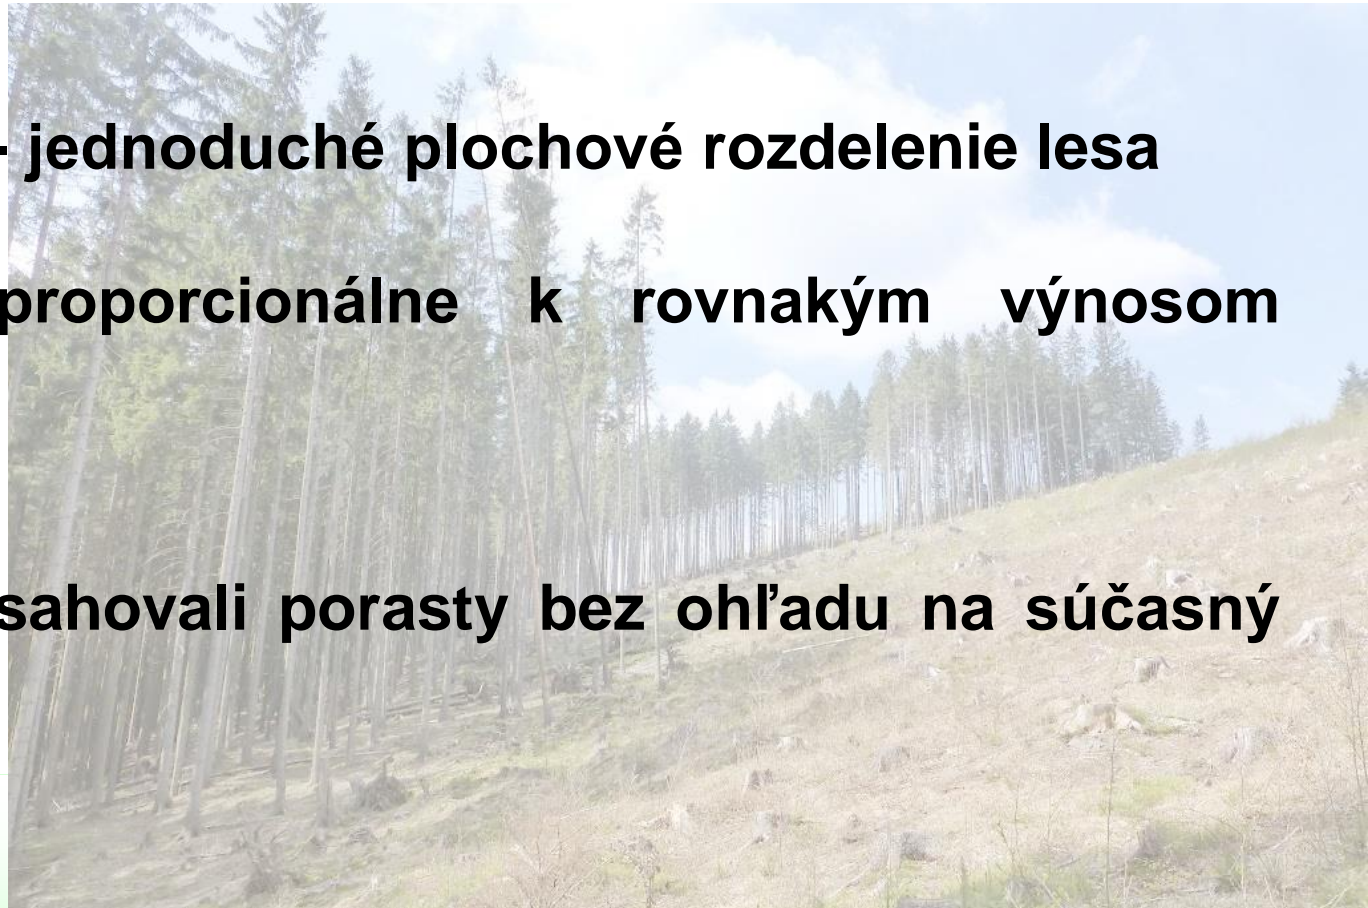 - jednoduché plochové rozdelenie lesa
proporcionálne k rovnakým výnosom
sahovali porasty bez ohľadu na súčasný